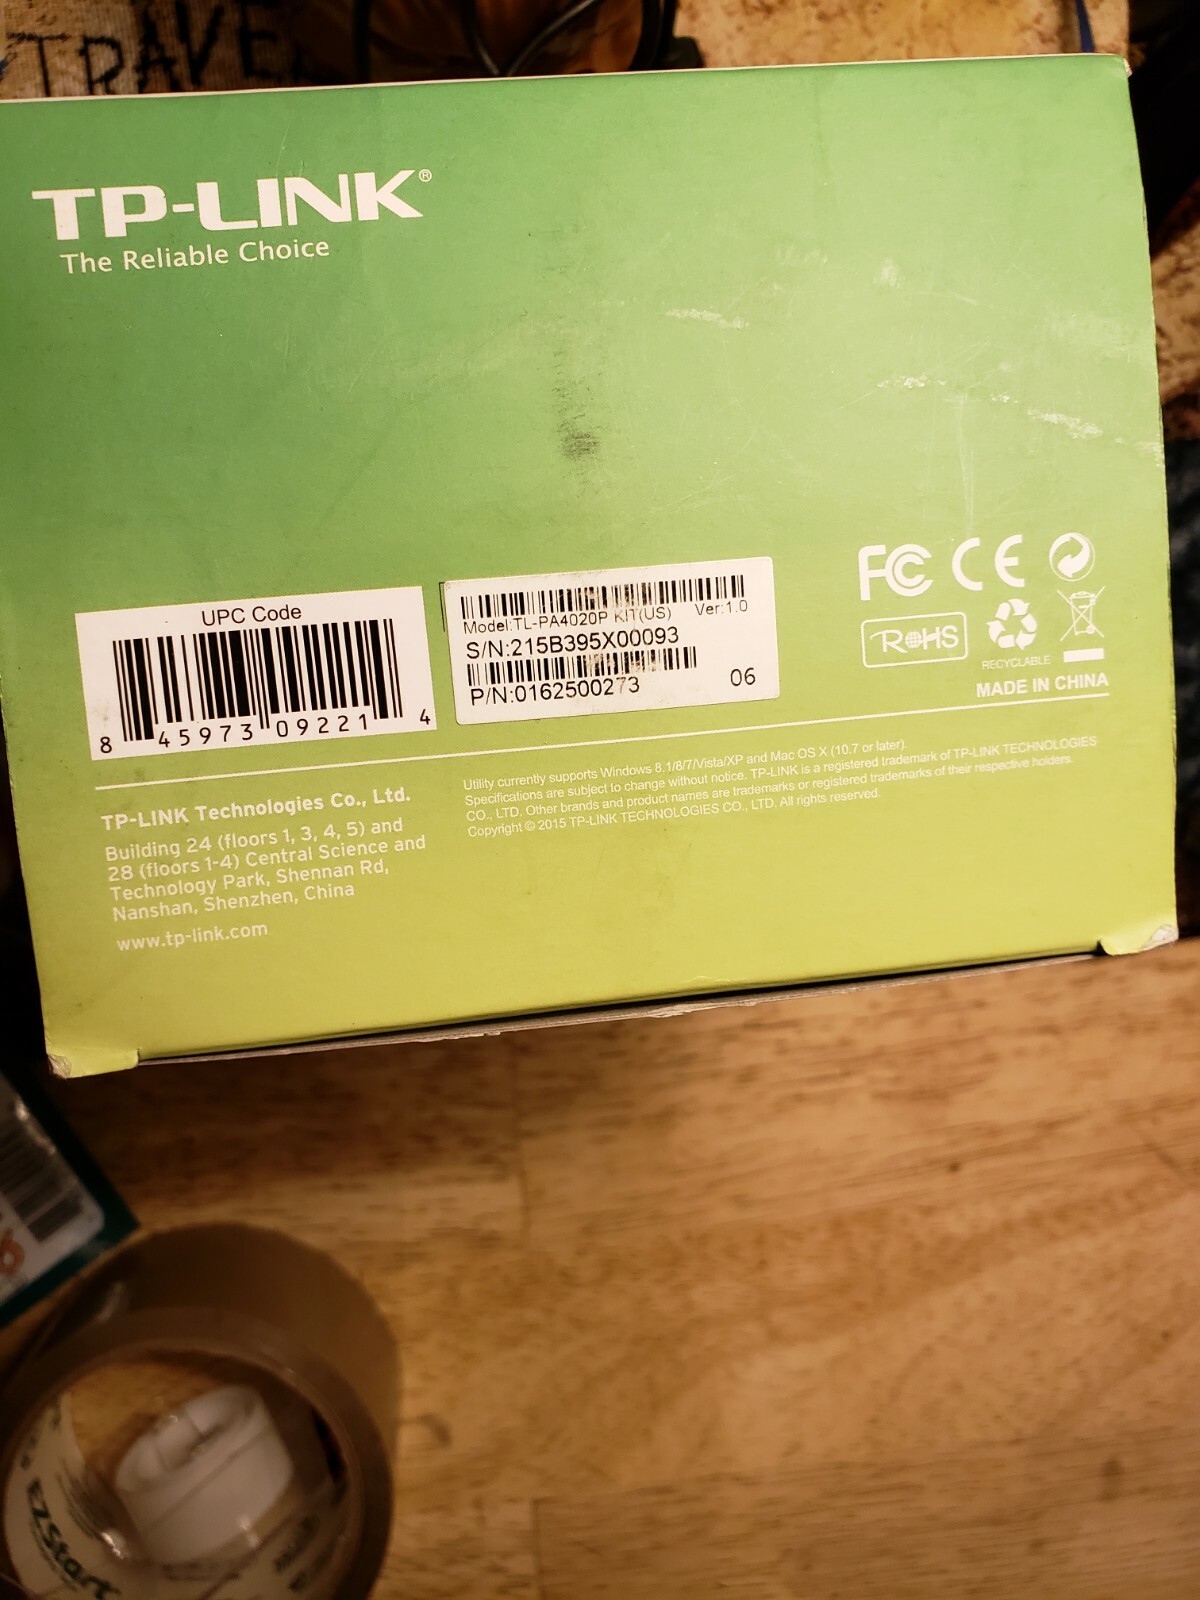 TRAVE
TP-LINK®
The Reliable Choice
UPC Code
8 45973 09221 4
Model:TL-PA4020P KIT(US) Ver:1.0
S/N:215B395X00093
P/N:0162500273 06
FC CE
RoHS
RECYCLABLE
MADE IN CHINA
TP-LINK Technologies Co., Ltd.
Building 24 (floors 1, 3, 4, 5) and
28 (floors 1-4) Central Science and
Technology Park, Shennan Rd,
Nanshan, Shenzhen, China
www.tp-link.com
Utility currently supports Windows 8.1/8/7/Vista/XP and Mac OS X (10.7 or later).
Specifications are subject to change without notice. TP-LINK is a registered trademark of TP-LINK TECHNOLOGIES
CO., LTD. Other brands and product names are trademarks or registered trademarks of their respective holders.
Copyright © 2015 TP-LINK TECHNOLOGIES CO., LTD. All rights reserved.
EZStart